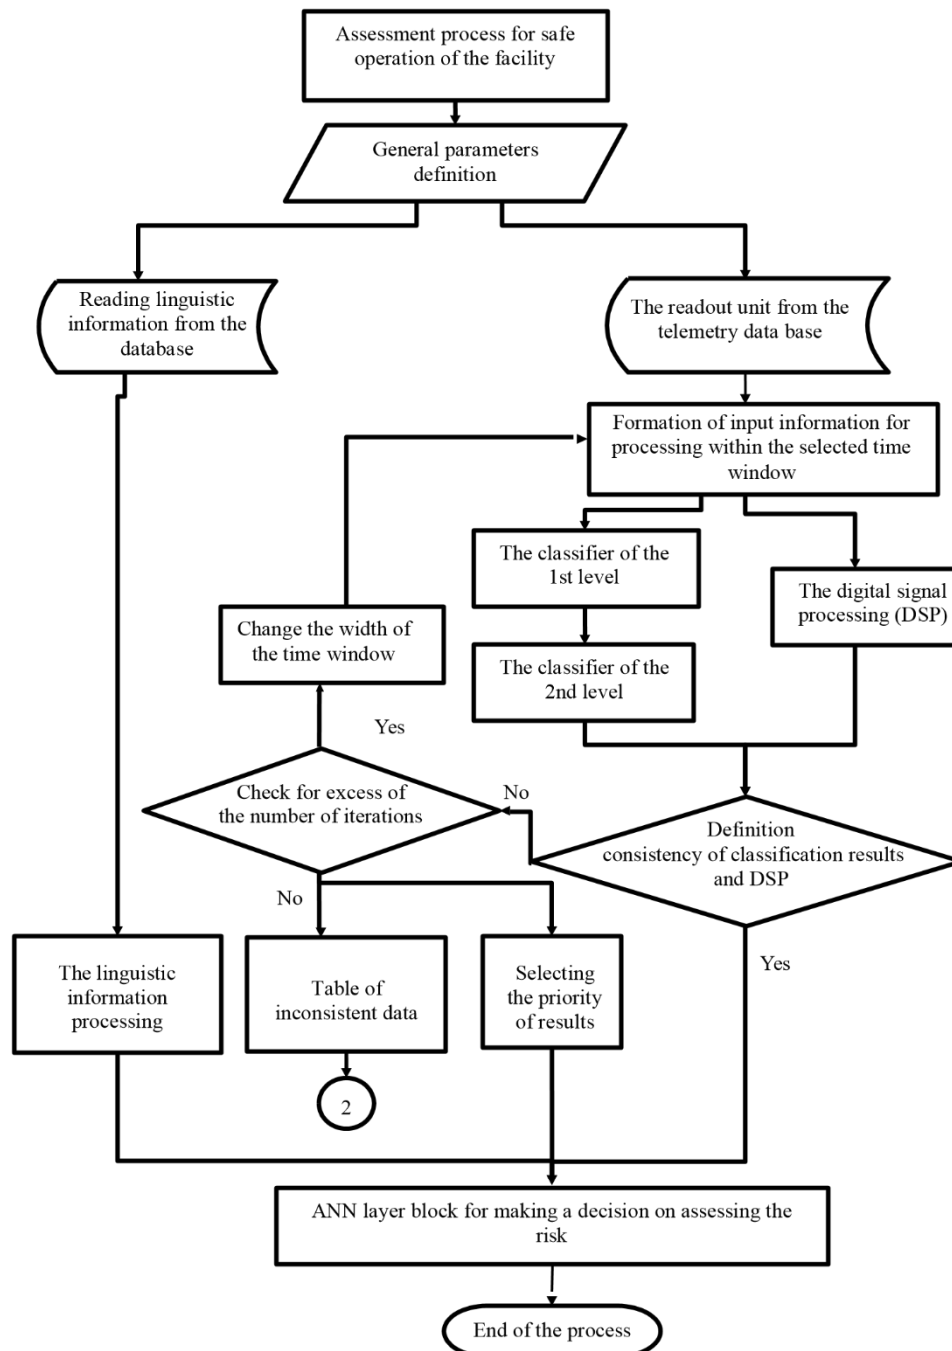 Assessment process for safe
operation of the facility
General parameters
definition
Reading linguistic
information from the
database
The readout unit from the
telemetry data base
Formation of input information for
processing within the selected time
window
The classifier of the
1st level
The digital signal
processing (DSP)
Change the width of
the time window
The classifier of the
2nd level
Yes
Check for excess of
the number of iterations
No
Definition
consistency of classification results
and DSP
No
Yes
The linguistic
information
processing
Table of
inconsistent data
Selecting
the priority
of results
2
ANN layer block for making a decision on assessing the
risk
End of the process